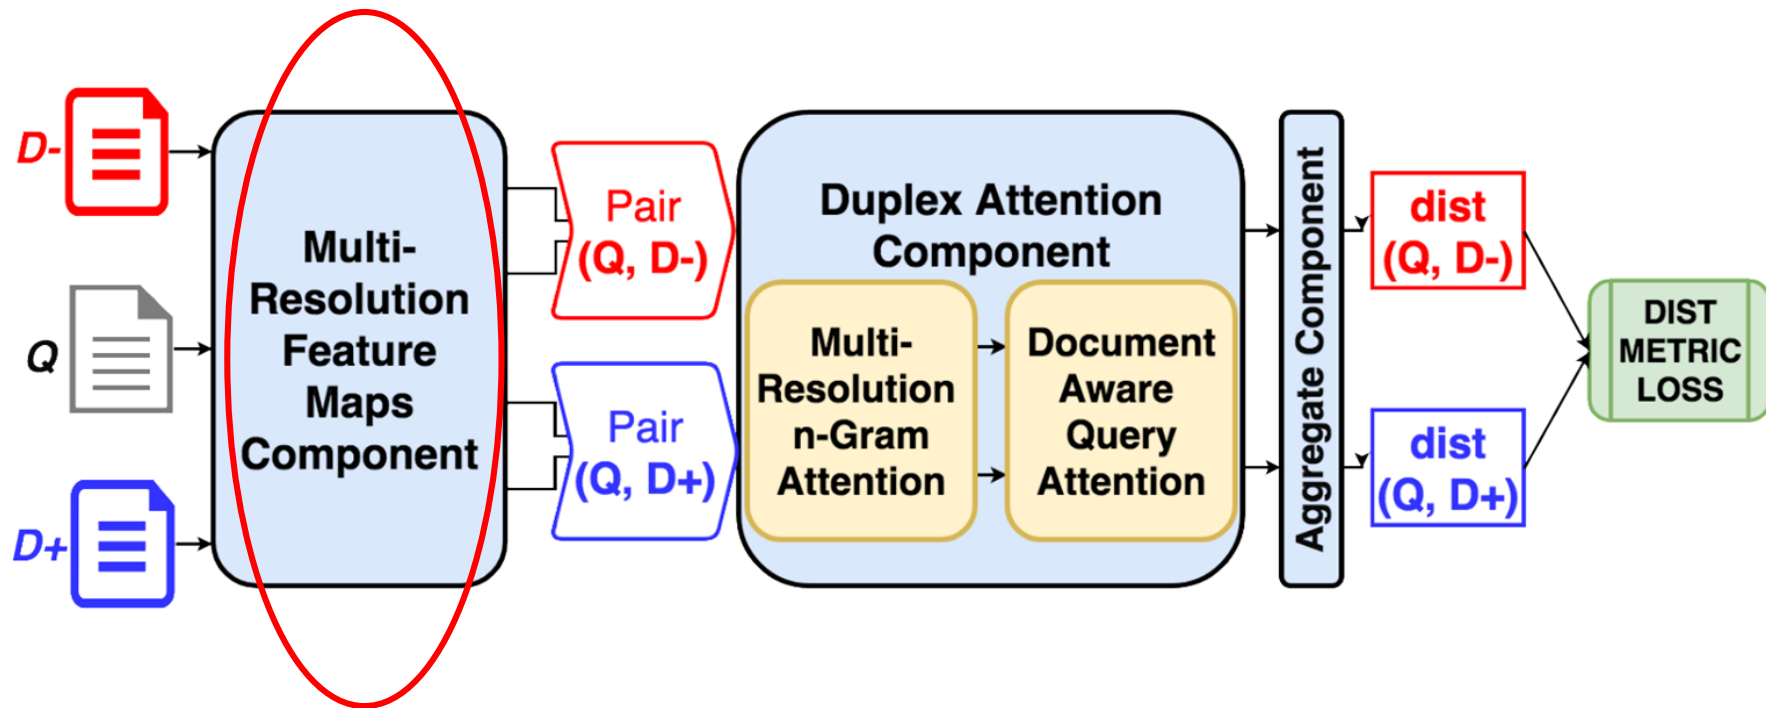 D-
Q
D+
Multi-
Resolution
Feature
Maps
Component
Pair
(Q, D-)
Pair
(Q, D+)
Duplex Attention
Component
Multi-
Resolution
n-Gram
Attention
Document
Aware
Query
Attention
Aggregate Component
dist
(Q, D-)
dist
(Q, D+)
DIST
METRIC
LOSS